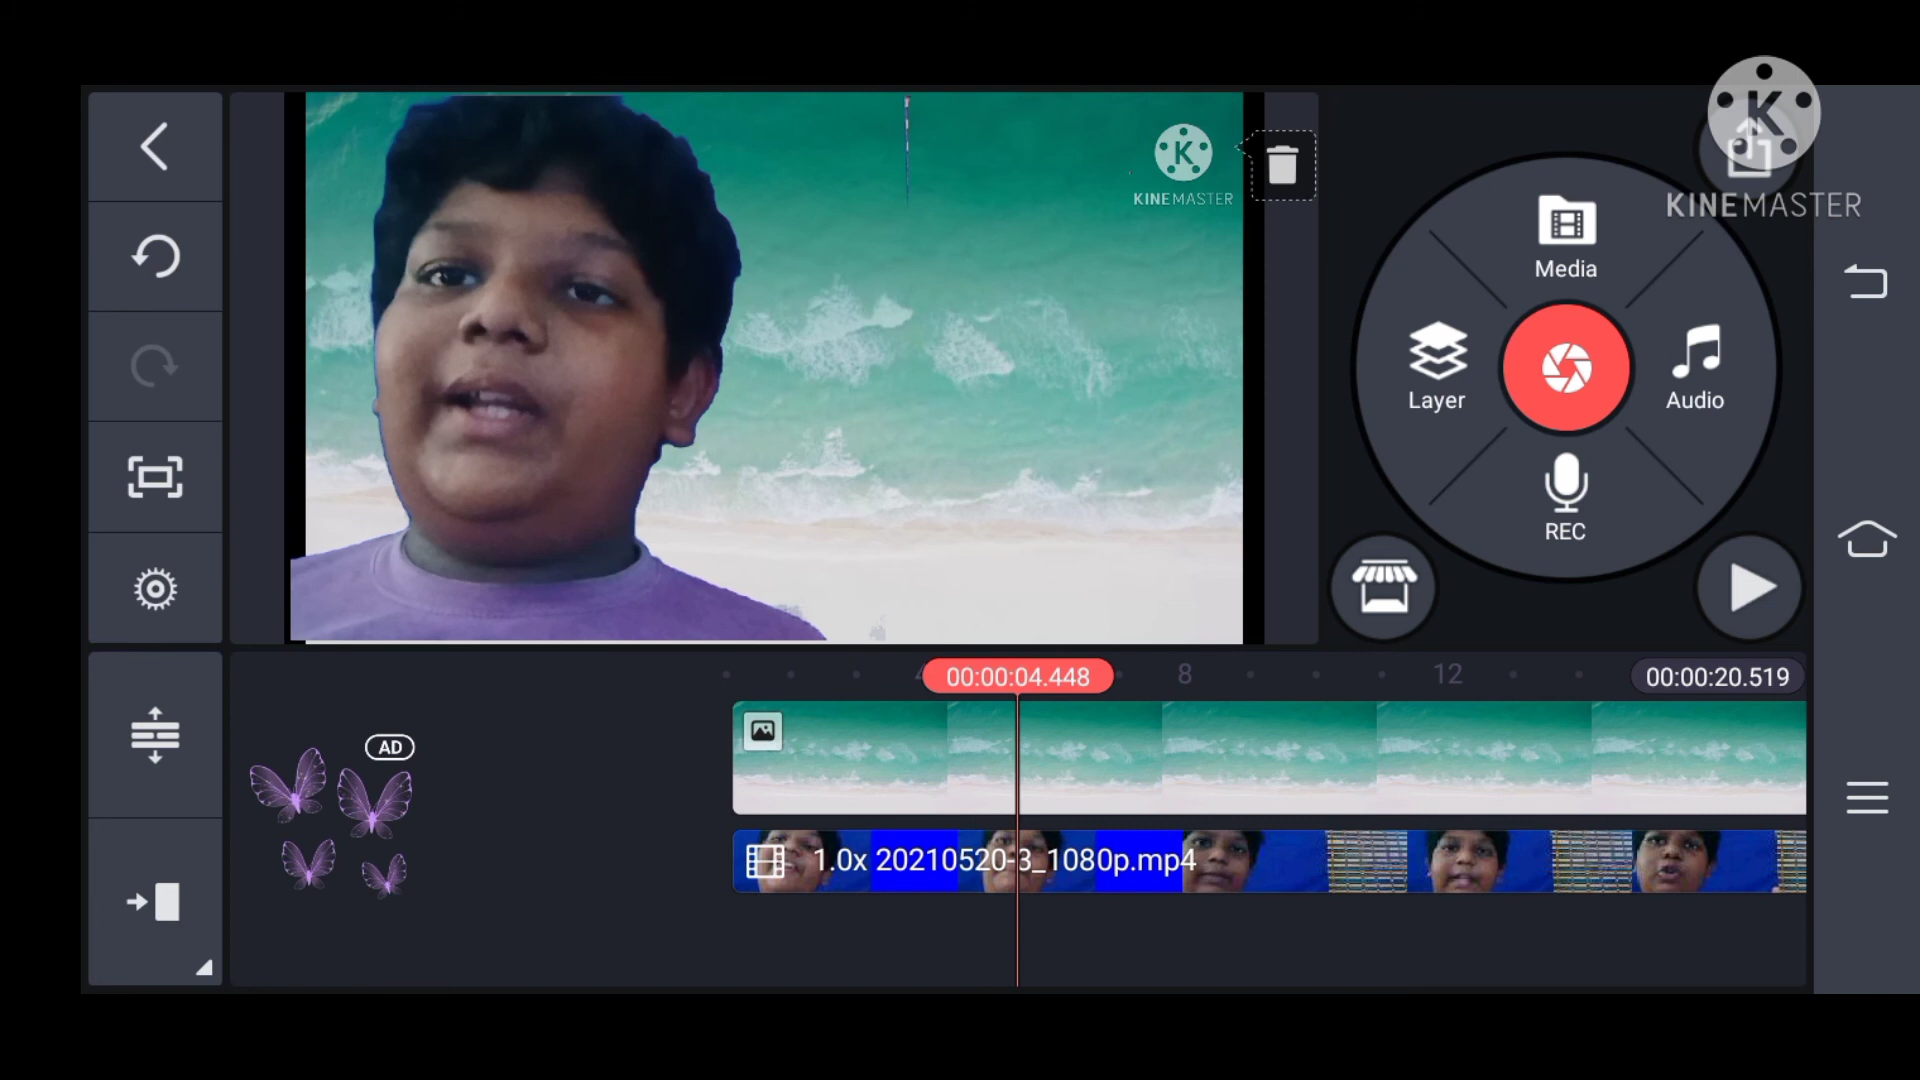 KINEMASTER
KINEMASTER
Media
Layer
Audio
REC
00:00:04.448
8
12
00:00:20.519
AD
1.0x 20210520-3_1080p.mp4